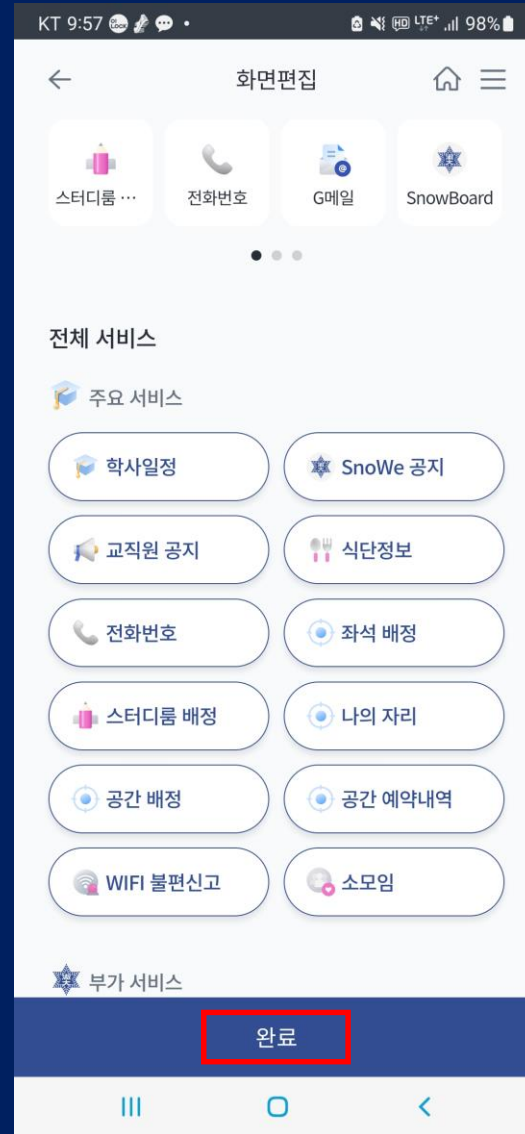 KT 9:57
LTE+ 98%
화면편집
스터디룸 ⋯
전화번호
G메일
SnowBoard
전체 서비스
주요 서비스
학사일정
SnoWe 공지
교직원 공지
식단정보
전화번호
좌석 배정
스터디룸 배정
나의 자리
공간 배정
공간 예약내역
WIFI 불편신고
소모임
부가 서비스
완료